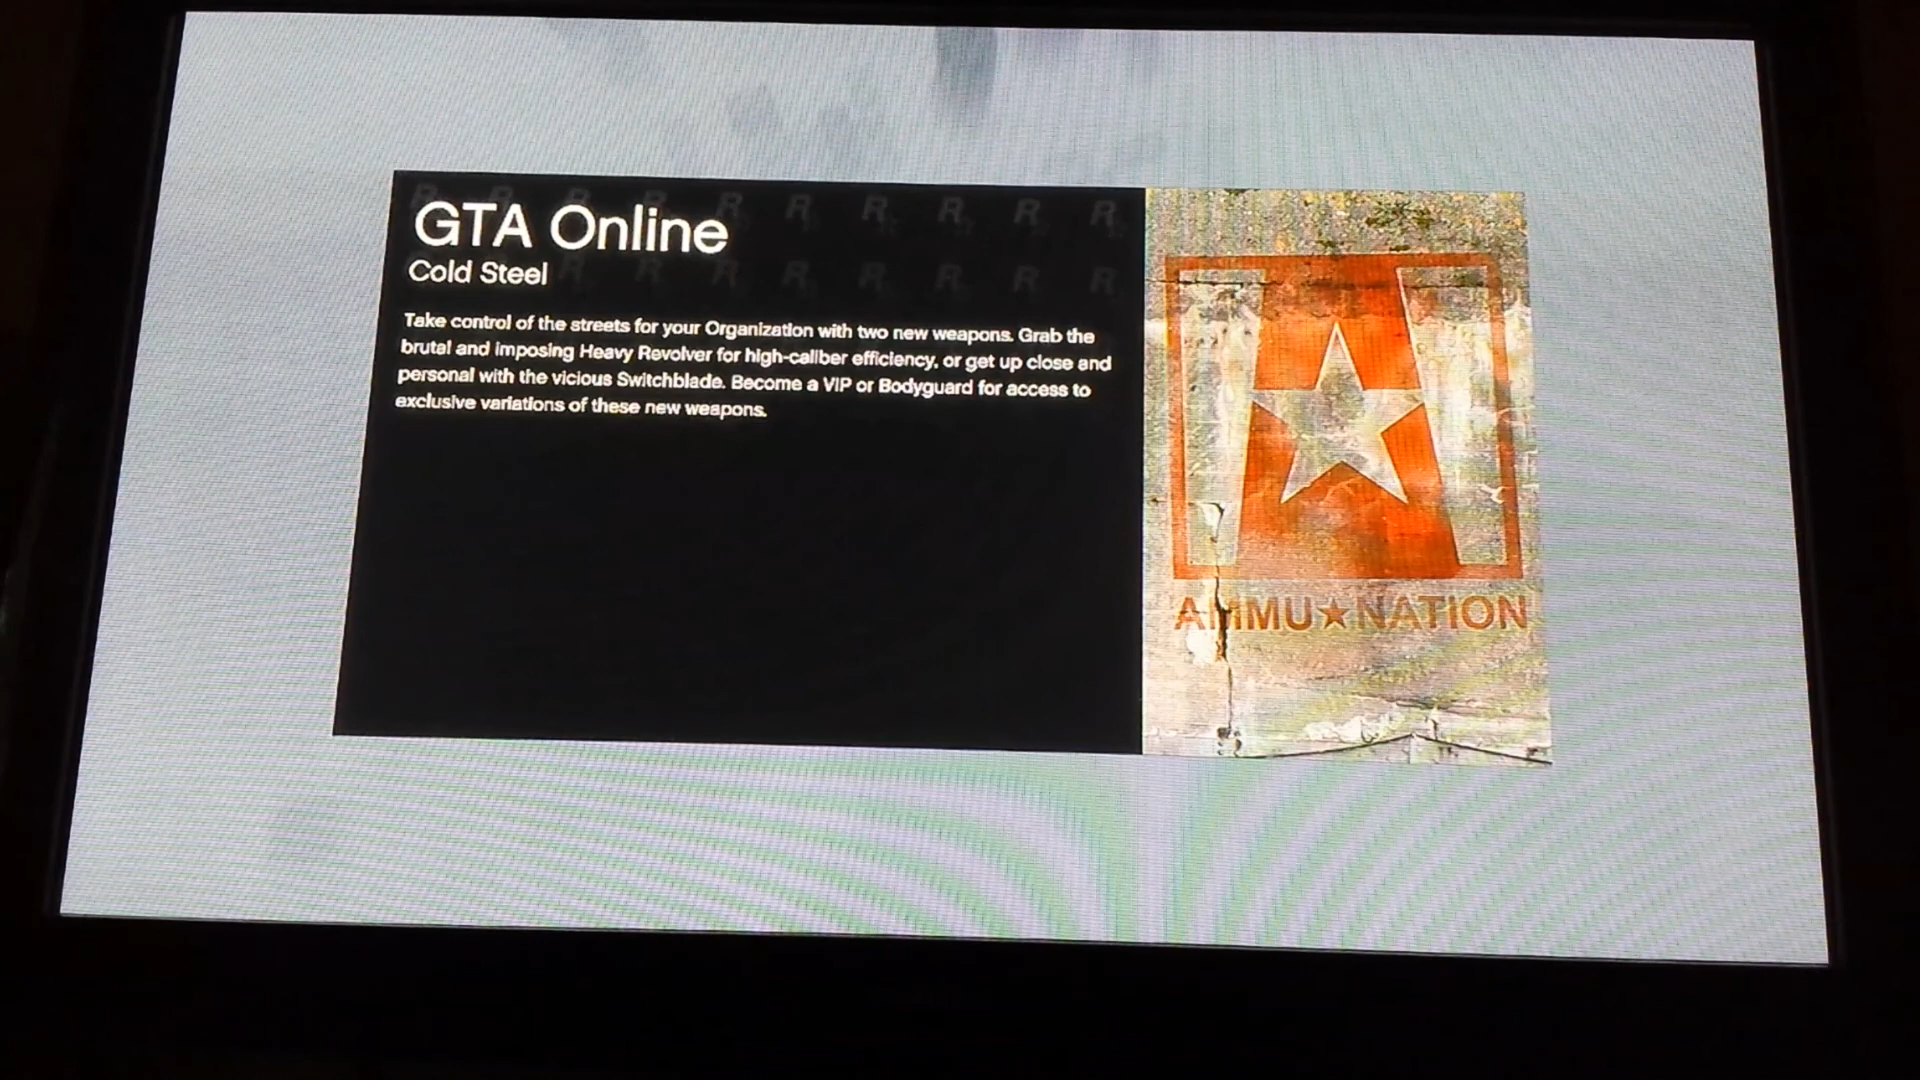 GTA Online
Cold Steel
Take control of the streets for your Organization with two new weapons. Grab the
brutal and imposing Heavy Revolver for high-caliber efficiency, or get up close and
personal with the vicious Switchblade. Become a VIP or Bodyguard for access to
exclusive variations of these new weapons.
AMMU★NATION